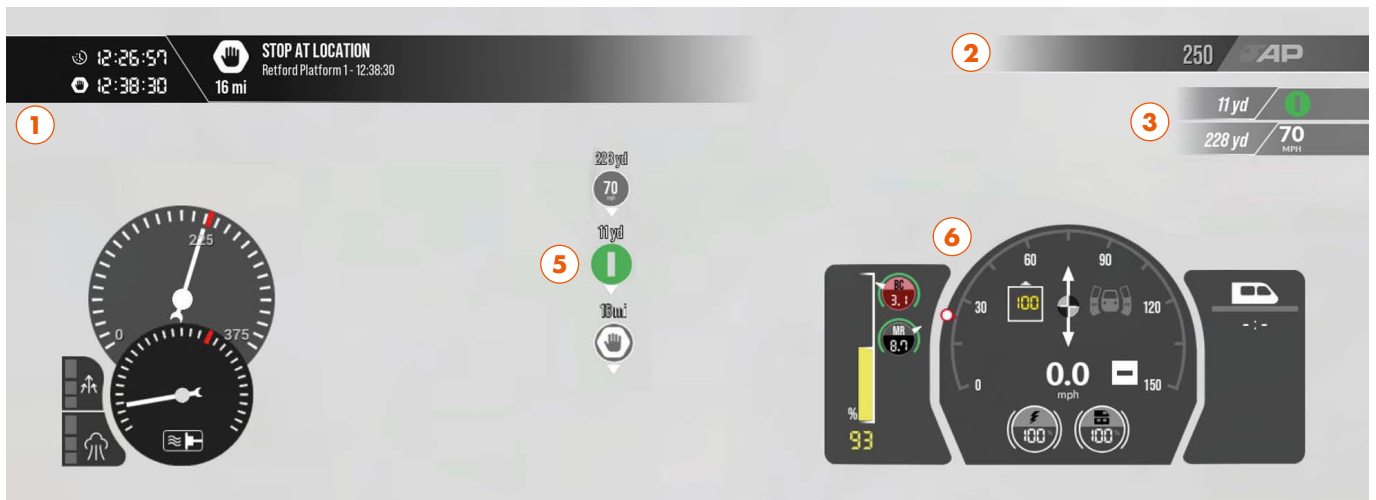 12:26:57
12:38:30
16 mi
STOP AT LOCATION
Retford Platform 1 - 12:38:30
1
2
250
AP
3
11 yd
228 yd
70
MPH
228 yd
70
mph
11 yd
5
16 mi
225
0
375
6
BC
3.1
MR
8.7
%
93
0
30
60
90
120
150
100
0.0
mph
100 %
100 %
- : -